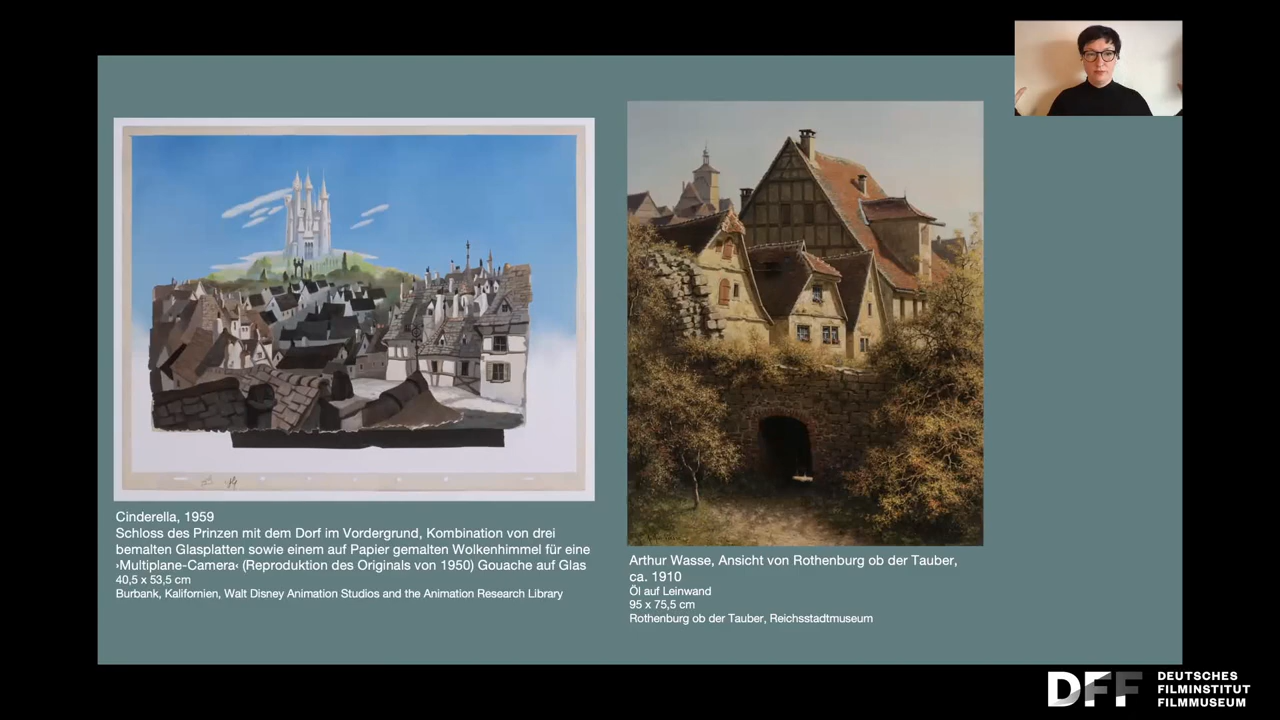 Cinderella, 1959
Schloss des Prinzen mit dem Dorf im Vordergrund, Kombination von drei
bemalten Glasplatten sowie einem auf Papier gemalten Wolkenhimmel für eine
›Multiplane-Camera‹ (Reproduktion des Originals von 1950) Gouache auf Glas
40,5 x 53,5 cm
Burbank, Kalifornien, Walt Disney Animation Studios and the Animation Research Library
Arthur Wasse, Ansicht von Rothenburg ob der Tauber,
ca. 1910
Öl auf Leinwand
95 x 75,5 cm
Rothenburg ob der Tauber, Reichsstadtmuseum
DFF
DEUTSCHES
FILMINSTITUT
FILMMUSEUM